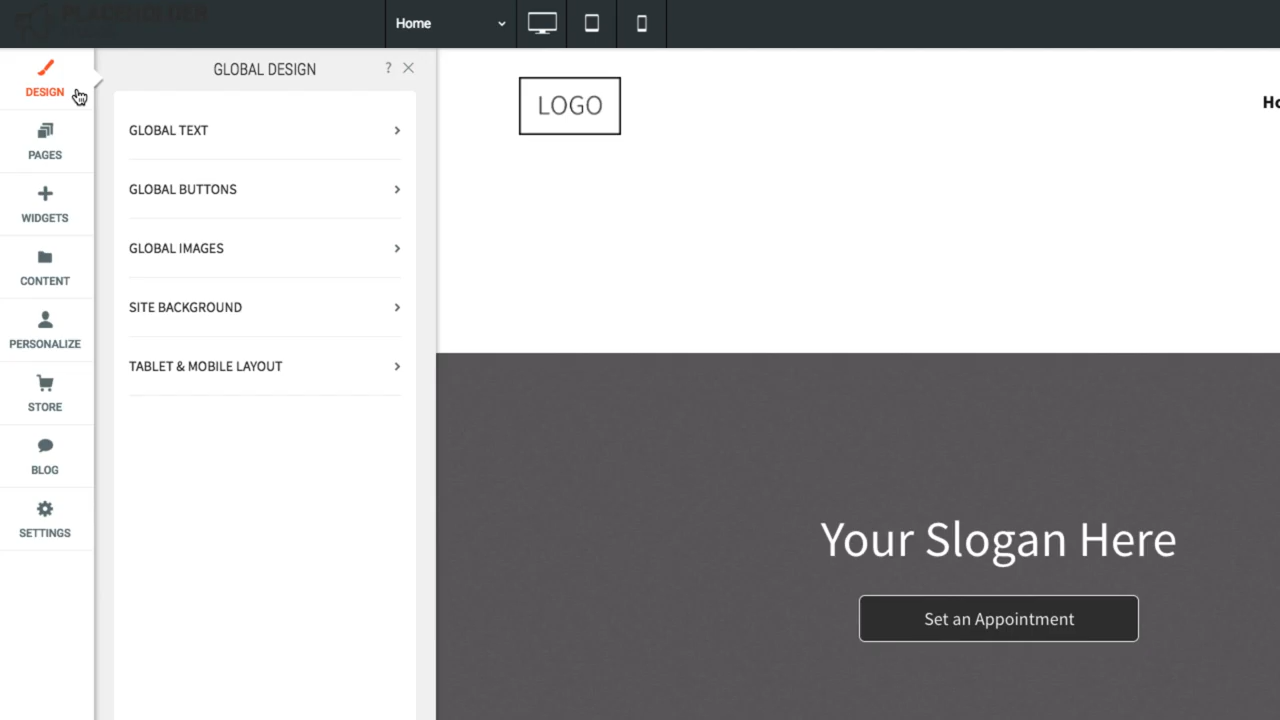 Home
DESIGN
PAGES
WIDGETS
CONTENT
PERSONALIZE
STORE
BLOG
SETTINGS
GLOBAL DESIGN
?
GLOBAL TEXT
GLOBAL BUTTONS
GLOBAL IMAGES
SITE BACKGROUND
TABLET & MOBILE LAYOUT
LOGO
Your Slogan Here
Set an Appointment